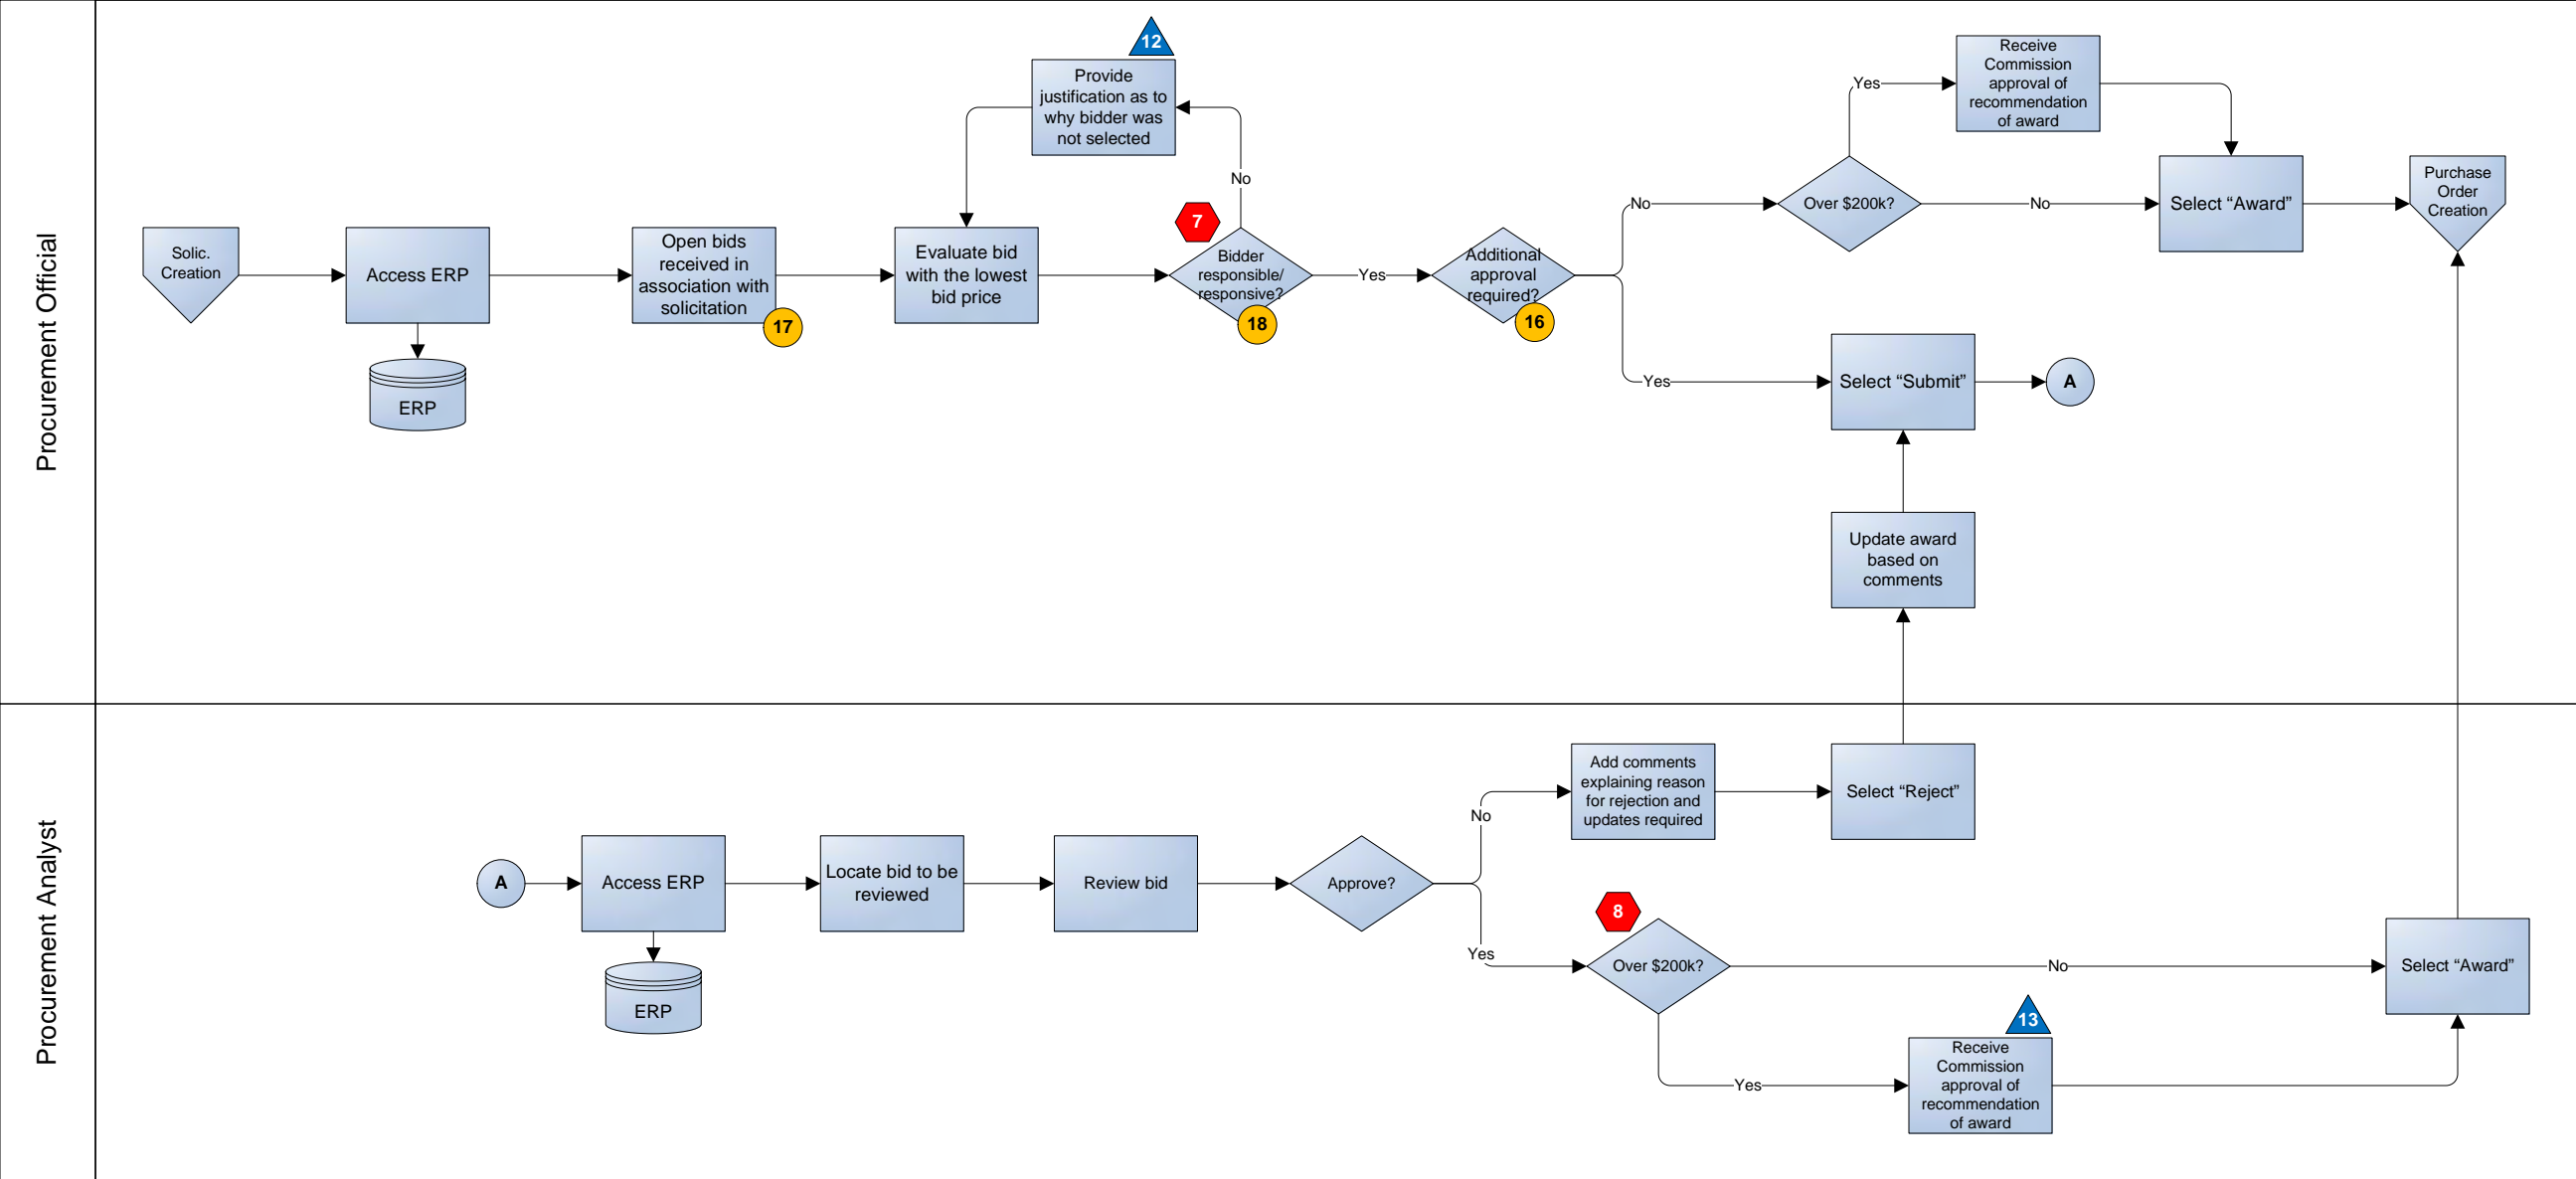 Procurement Official
Solic.
Creation
Access ERP
ERP
Open bids
received in
association with
solicitation
17
Evaluate bid
with the lowest
bid price
12
Provide
justification as to
why bidder was
not selected
No
7
Bidder
responsible/
responsive?
18
Yes
Additional
approval
required?
16
No
Yes
Over $200k?
Yes
Receive
Commission
approval of
recommendation
of award
No
Select “Award”
Purchase
Order
Creation
Select “Submit”
A
Update award
based on
comments
Procurement Analyst
A
Access ERP
ERP
Locate bid to be
reviewed
Review bid
Approve?
No
Add comments
explaining reason
for rejection and
updates required
Select “Reject”
Yes
8
Over $200k?
No
Select “Award”
Yes
13
Receive
Commission
approval of
recommendation
of award